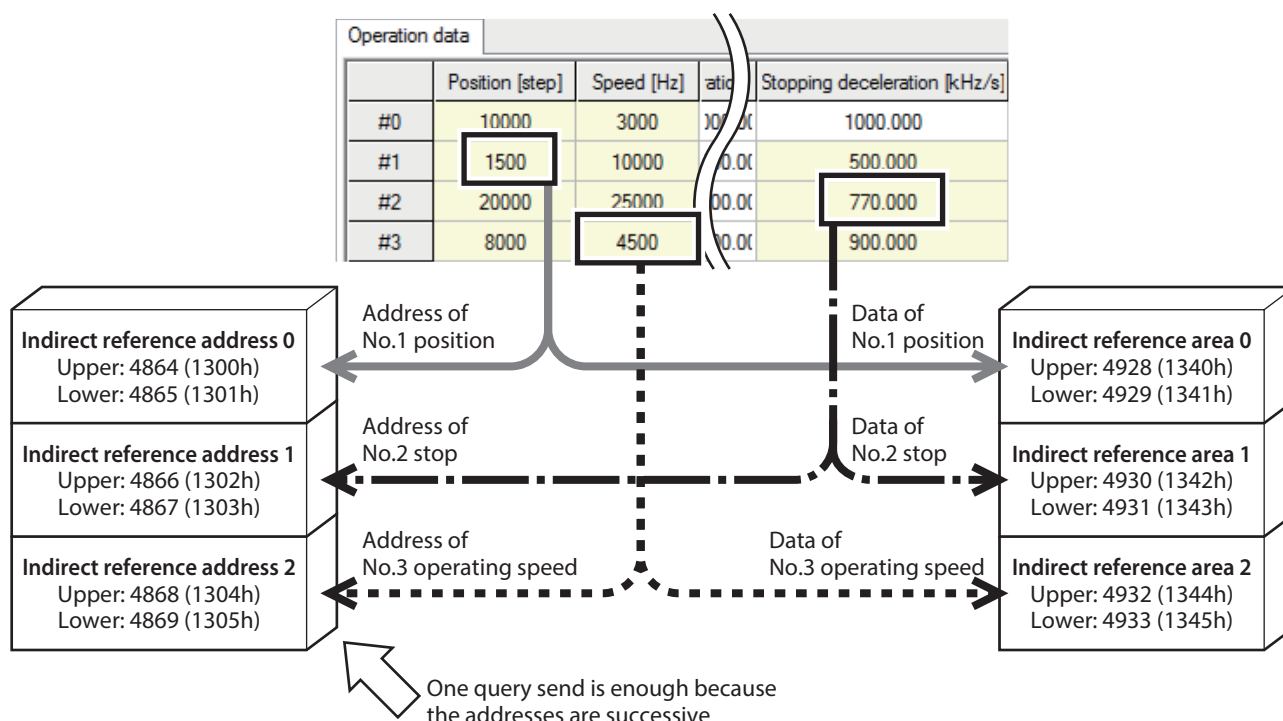 Operation data
Position [step] Speed [Hz] Stopping deceleration [kHz/s]
#0 10000 3000 1000.000
#1 1500 10000 500.000
#2 20000 25000 770.000
#3 8000 4500 900.000
Address of
No.1 position
Data of
No.1 position
Indirect reference address 0
Upper: 4864 (1300h)
Lower: 4865 (1301h)
Indirect reference area 0
Upper: 4928 (1340h)
Lower: 4929 (1341h)
Address of
No.2 stop
Data of
No.2 stop
Indirect reference address 1
Upper: 4866 (1302h)
Lower: 4867 (1303h)
Indirect reference area 1
Upper: 4930 (1342h)
Lower: 4931 (1343h)
Address of
No.3 operating speed
Data of
No.3 operating speed
Indirect reference address 2
Upper: 4868 (1304h)
Lower: 4869 (1305h)
Indirect reference area 2
Upper: 4932 (1344h)
Lower: 4933 (1345h)
One query send is enough because
the addresses are successive